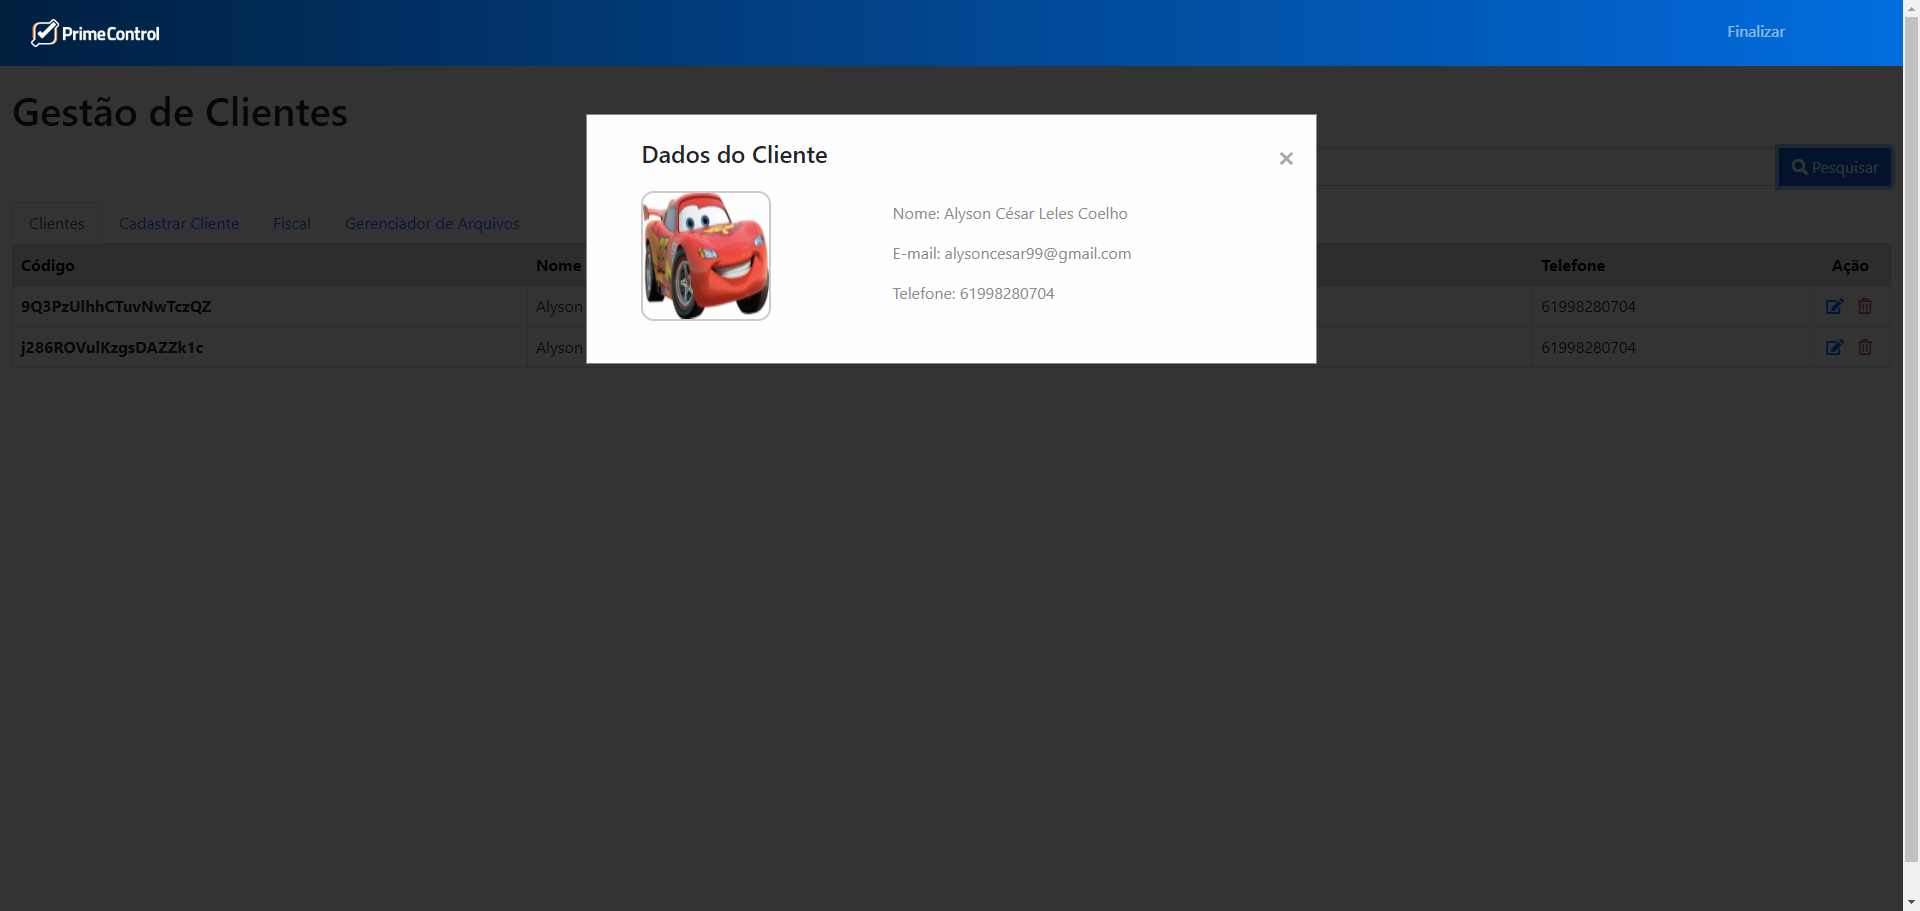 PrimeControl
Finalizar
Gestão de Clientes
Dados do Cliente
×
Nome: Alyson César Leles Coelho
E-mail: alysoncesar99@gmail.com
Telefone: 61998280704
Pesquisar
Clientes Cadastrar Cliente Fiscal Gerenciador de Arquivos
Código Nome Telefone Ação
9Q3PzUlhhCTuvNwTczQZ Alyson 61998280704
j286ROVulKzgsDAZZk1c Alyson 61998280704